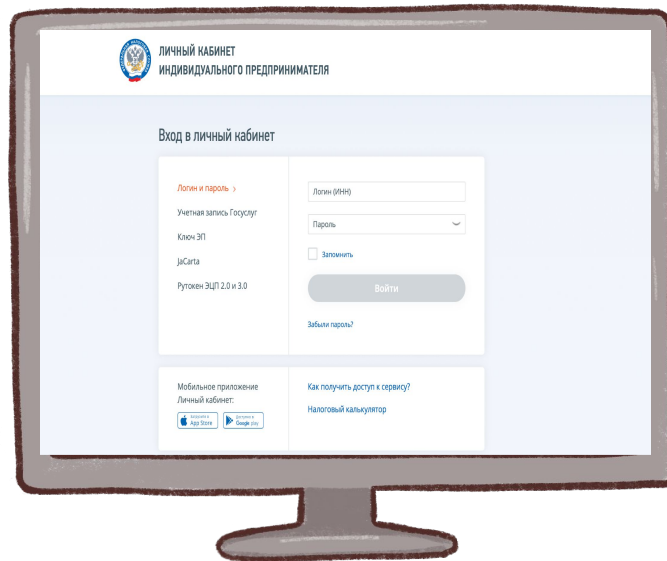 ЛИЧНЫЙ КАБИНЕТ
ИНДИВИДУАЛЬНОГО ПРЕДПРИНИМАТЕЛЯ
Вход в личный кабинет
Логин и пароль
Учетная запись Госуслуг
Ключ ЭП
JaCarta
Рутокен ЭЦП 2.0 и 3.0
Логин (ИНН)
Пароль
Запомнить
Войти
Забыли пароль?
Мобильное приложение
Личный кабинет:
App Store
Google play
Как получить доступ к сервису?
Налоговый калькулятор